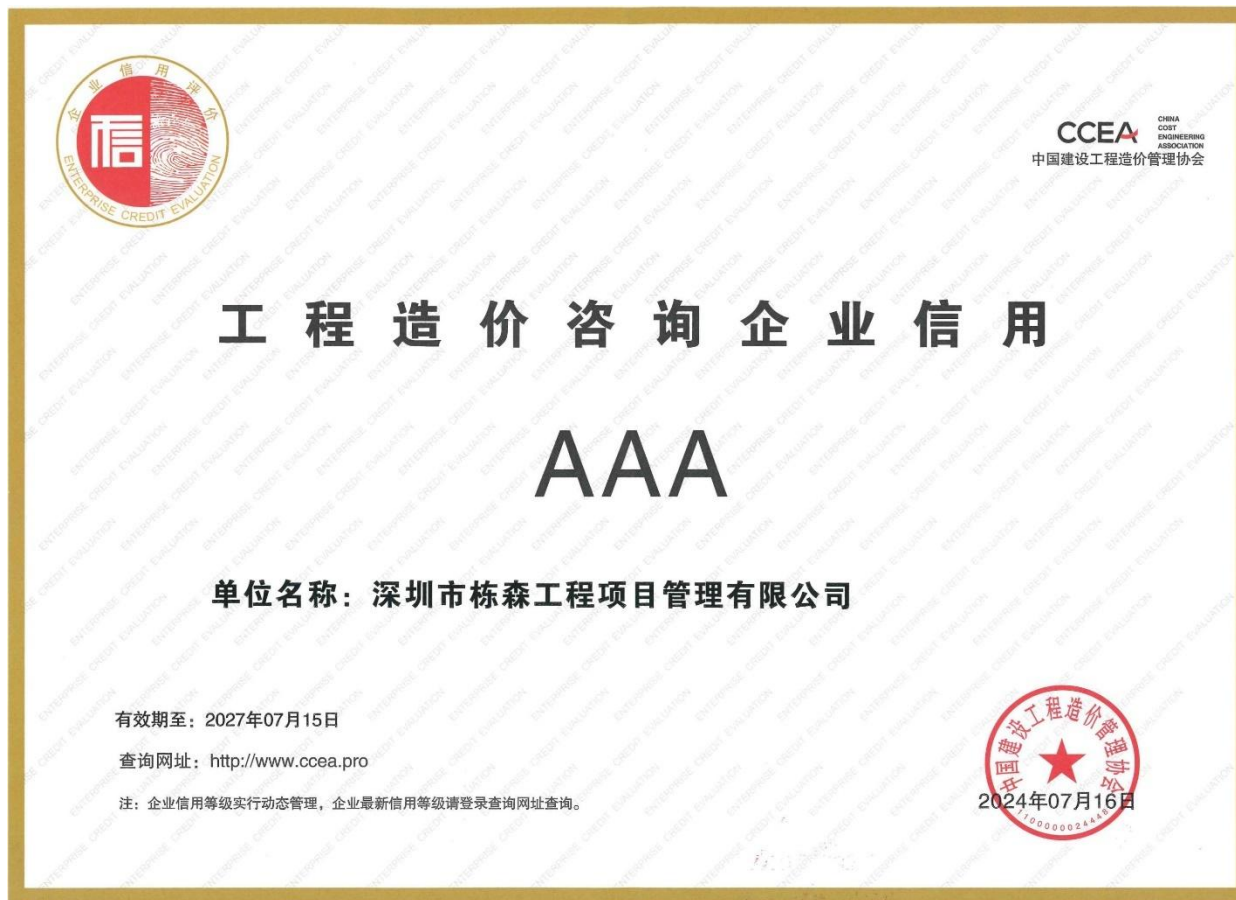 企业信用评价
ENTERPRISE CREDIT EVALUATION
信
CCEA
CHINA
COST
ENGINEERING
ASSOCIATION
中国建设工程造价管理协会
工程造价咨询企业信用
AAA
单位名称：深圳市栋森工程项目管理有限公司
有效期至：2027年07月15日
查询网址：http://www.ccea.pro
注：企业信用等级实行动态管理，企业最新信用等级请登录查询网址查询。
中国建设工程造价管理协会
2024年07月16日